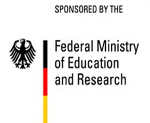 SPONSORED BY THE
Federal Ministry
of Education
and Research